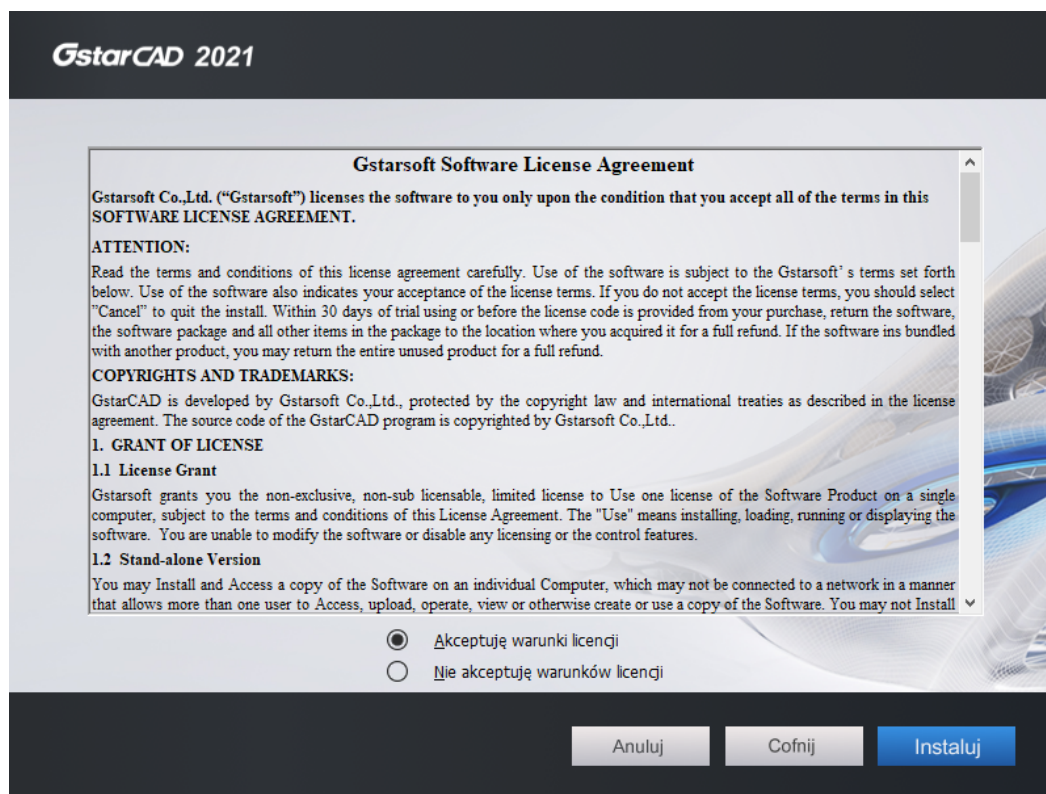 GstarCAD 2021
Gstarsoft Software License Agreement
Gstarsoft Co.,Ltd. (“Gstarsoft”) licenses the software to you only upon the condition that you accept all of the terms in this
SOFTWARE LICENSE AGREEMENT.
ATTENTION:
Read the terms and conditions of this license agreement carefully. Use of the software is subject to the Gstarsoft’ s terms set forth
below. Use of the software also indicates your acceptance of the license terms. If you do not accept the license terms, you should select
”Cancel” to quit the install. Within 30 days of trial using or before the license code is provided from your purchase, return the software,
the software package and all other items in the package to the location where you acquired it for a full refund. If the software ins bundled
with another product, you may return the entire unused product for a full refund.
COPYRIGHTS AND TRADEMARKS:
GstarCAD is developed by Gstarsoft Co.,Ltd., protected by the copyright law and international treaties as described in the license
agreement. The source code of the GstarCAD program is copyrighted by Gstarsoft Co.,Ltd..
1. GRANT OF LICENSE
1.1 License Grant
Gstarsoft grants you the non-exclusive, non-sub licensable, limited license to Use one license of the Software Product on a single
computer, subject to the terms and conditions of this License Agreement. The "Use" means installing, loading, running or displaying the
software. You are unable to modify the software or disable any licensing or the control features.
1.2 Stand-alone Version
You may Install and Access a copy of the Software on an individual Computer, which may not be connected to a network in a manner
that allows more than one user to Access, upload, operate, view or otherwise create or use a copy of the Software. You may not Install
Akceptuję warunki licencji
Nie akceptuję warunków licencji
Anuluj
Cofnij
Instaluj